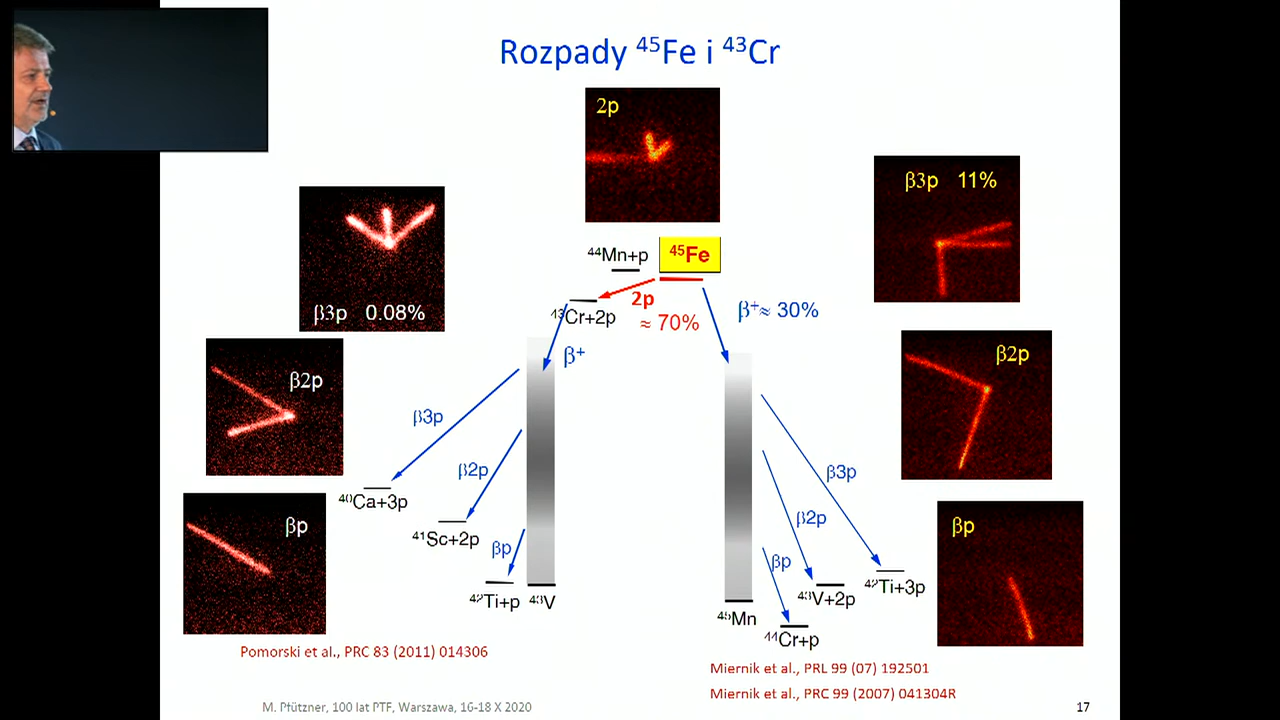 Rozpady ⁴⁵Fe i ⁴³Cr
2p
β3p 11%
β3p 0.08%
⁴⁴Mn+p
⁴⁵Fe
2p
≈ 70%
β⁺≈ 30%
⁴³Cr+2p
β⁺
β2p
β2p
β3p
β2p
βp
β3p
β2p
βp
⁴⁰Ca+3p
⁴¹Sc+2p
⁴²Ti+p
⁴³V
⁴⁵Mn
⁴⁴Cr+p
⁴³V+2p
⁴²Ti+3p
βp
βp
Pomorski et al., PRC 83 (2011) 014306
Miernik et al., PRL 99 (07) 192501
Miernik et al., PRC 99 (2007) 041304R
M. Pfützner, 100 lat PTF, Warszawa, 16-18 X 2020
17